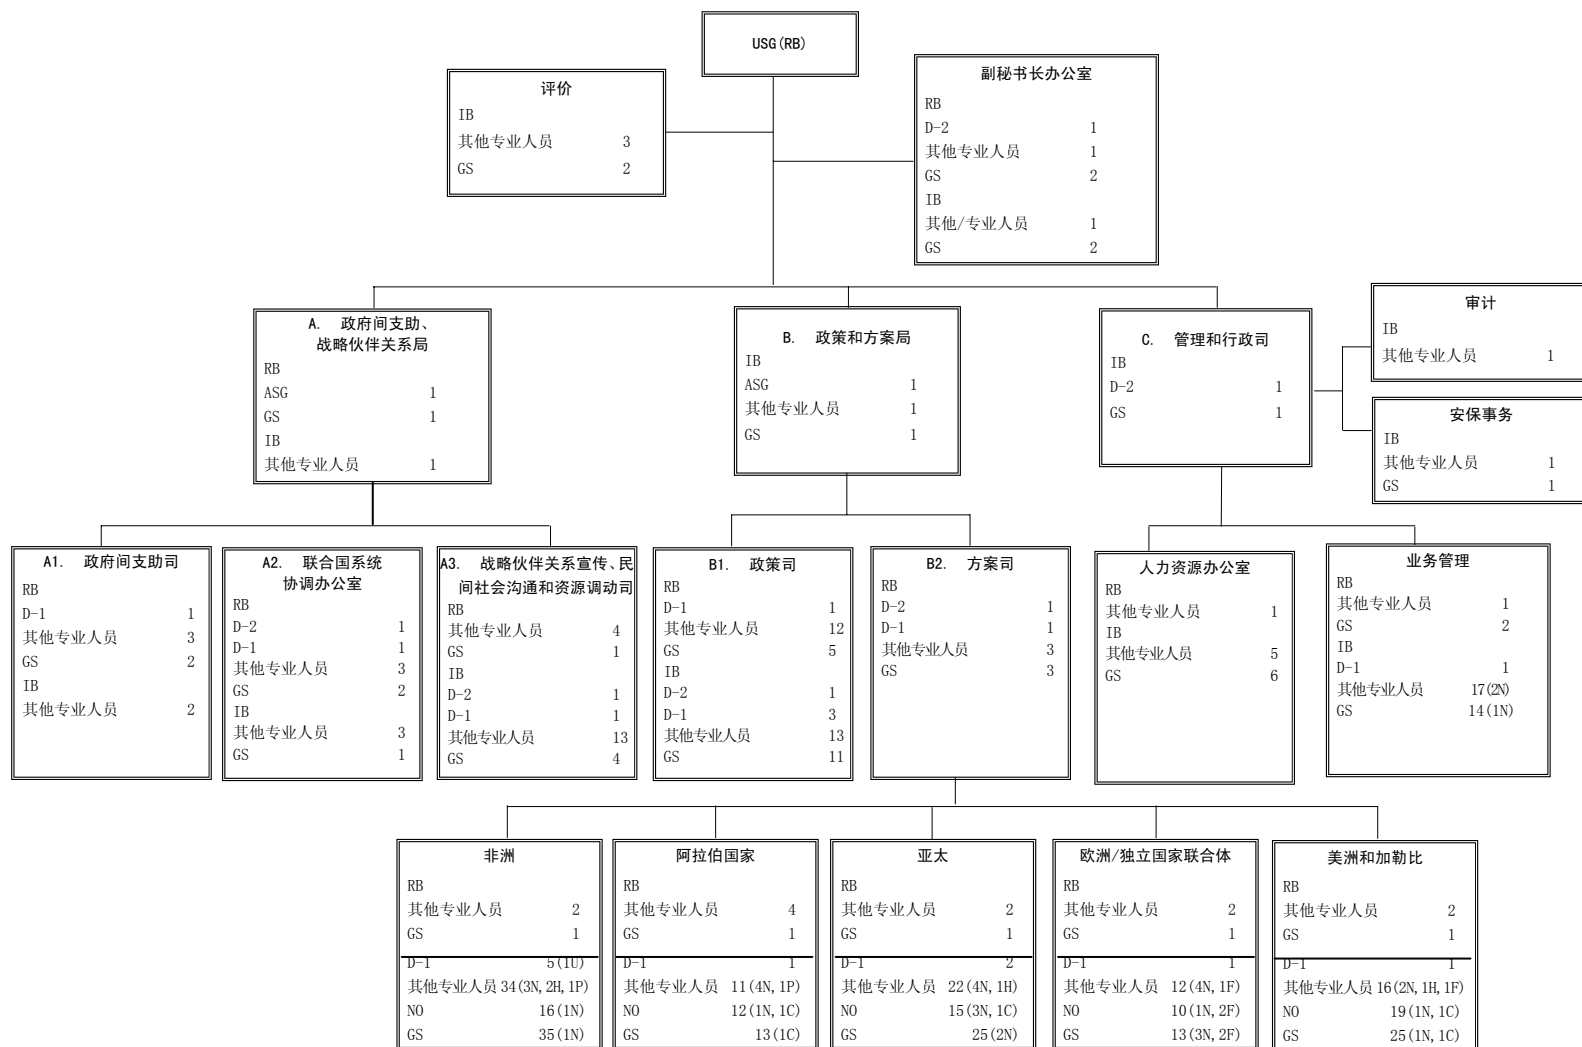 USG(RB)
评价
IB
其他专业人员 3
GS 2
副秘书长办公室
RB
D-2 1
其他专业人员 1
GS 2
IB
其他/专业人员 1
GS 2
A. 政府间支助、
战略伙伴关系局
RB
ASG 1
GS 1
IB
其他专业人员 1
B. 政策和方案局
IB
ASG 1
其他专业人员 1
GS 1
C. 管理和行政司
IB
D-2 1
GS 1
审计
IB
其他专业人员 1
安保事务
IB
其他专业人员 1
GS 1
A1. 政府间支助司
RB
D-1 1
其他专业人员 3
GS 2
IB
其他专业人员 2
A2. 联合国系统
协调办公室
RB
D-2 1
D-1 1
其他专业人员 3
GS 2
IB
其他专业人员 3
GS 1
A3. 战略伙伴关系宣传、民
间社会沟通和资源调动司
RB
其他专业人员 4
GS 1
IB
D-2 1
D-1 1
其他专业人员 13
GS 4
B1. 政策司
RB
D-1 1
其他专业人员 12
GS 5
IB
D-2 1
D-1 3
其他专业人员 13
GS 11
B2. 方案司
RB
D-2 1
D-1 1
其他专业人员 3
GS 3
人力资源办公室
RB
其他专业人员 1
IB
其他专业人员 5
GS 6
业务管理
RB
其他专业人员 1
GS 2
IB
D-1 1
其他专业人员 17(2N)
GS 14(1N)
非洲
RB
其他专业人员 2
GS 1
D-1 5(1U)
其他专业人员 34(3N,2H,1P)
NO 16(1N)
GS 35(1N)
阿拉伯国家
RB
其他专业人员 4
GS 1
D-1 1
其他专业人员 11(4N,1P)
NO 12(1N,1C)
GS 13(1C)
亚太
RB
其他专业人员 2
GS 1
D-1 2
其他专业人员 22(4N,1H)
NO 15(3N,1C)
GS 25(2N)
欧洲/独立国家联合体
RB
其他专业人员 2
GS 1
D-1 1
其他专业人员 12(4N,1F)
NO 10(1N,2F)
GS 13(3N,2F)
美洲和加勒比
RB
其他专业人员 2
GS 1
D-1 1
其他专业人员 16(2N,1H,1F)
NO 19(1N,1C)
GS 25(1N,1C)